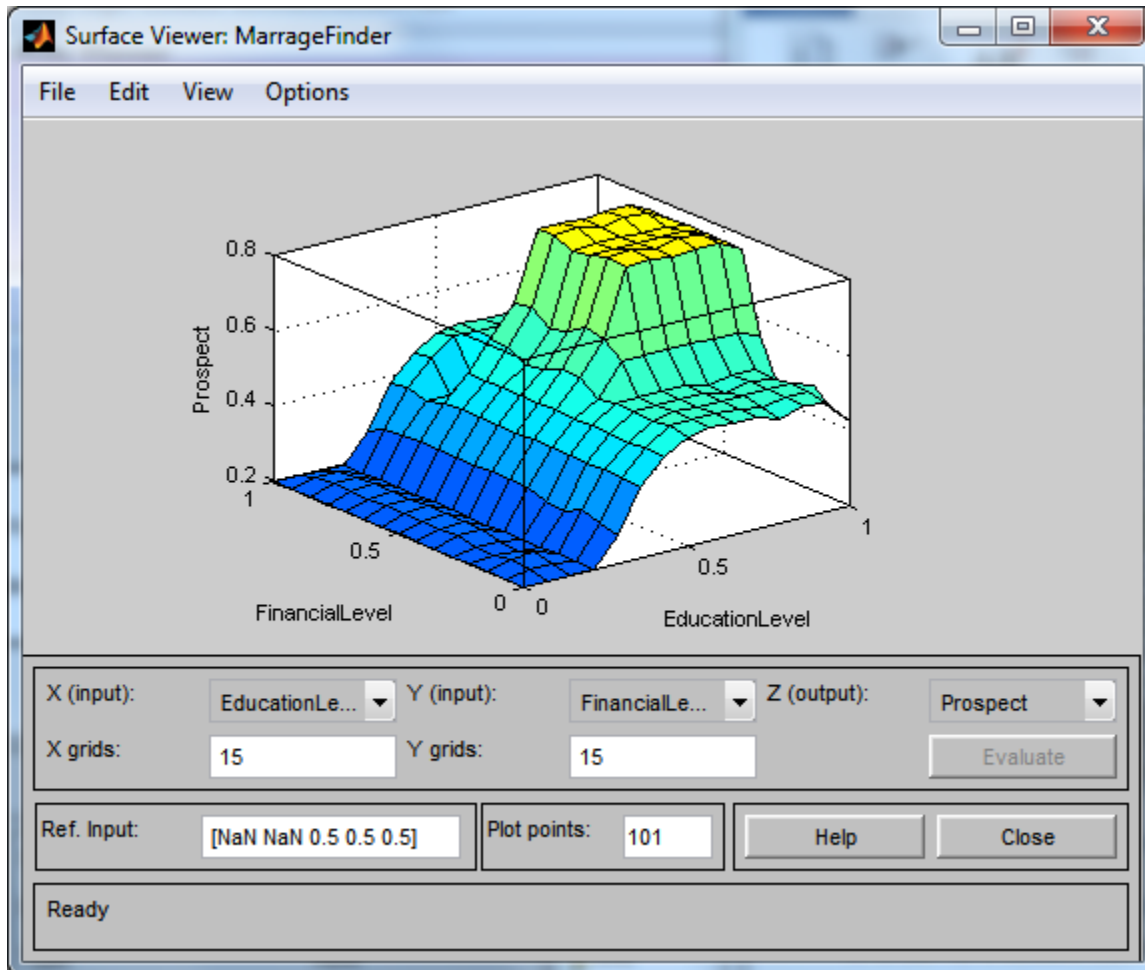 Surface Viewer: MarrageFinder
File Edit View Options
0.8
0.6
0.4
0.2
Prospect
1
0.5
0
FinancialLevel
0
0.5
1
EducationLevel
X (input): EducationLe... Y (input): FinancialLe... Z (output): Prospect
X grids: 15 Y grids: 15 Evaluate
Ref. Input: [NaN NaN 0.5 0.5 0.5] Plot points: 101 Help Close
Ready